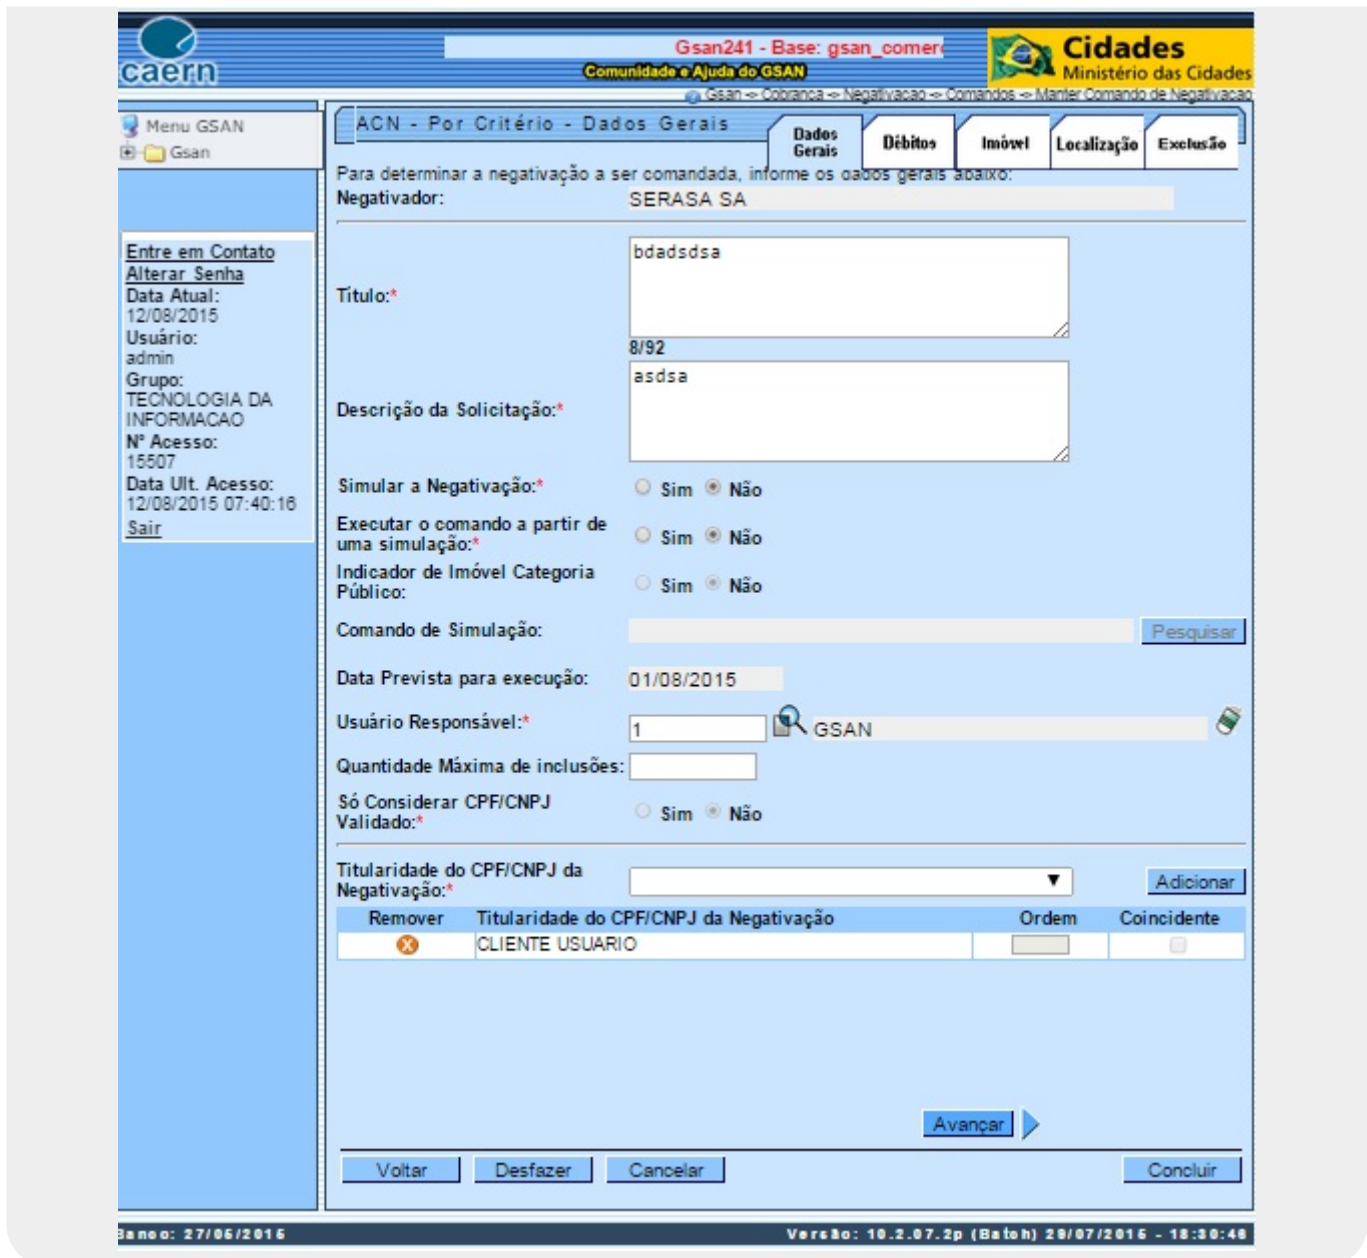 caern
Gsan241 - Base: gsan_comer
Comunidade e Ajuda do GSAN
Cidades
Ministério das Cidades
Gsan -> Cobranca -> Negativacao -> Comandos -> Manter Comando de Negativacao
Menu GSAN
Gsan
Entre em Contato
Alterar Senha
Data Atual:
12/08/2015
Usuário:
admin
Grupo:
TECNOLOGIA DA
INFORMACAO
Nº Acesso:
15507
Data Ult. Acesso:
12/08/2015 07:40:16
Sair
ACN - Por Critério - Dados Gerais
Dados Gerais
Débitos
Imóvel
Localização
Exclusão
Para determinar a negativação a ser comandada, informe os dados gerais abaixo:
Negativador: SERASA SA
Título:* bdadsdsa
8/92
Descrição da Solicitação:* asdsa
Simular a Negativação:* Sim Não
Executar o comando a partir de
uma simulação:* Sim Não
Indicador de Imóvel Categoria
Público: Sim Não
Comando de Simulação: Pesquisar
Data Prevista para execução: 01/08/2015
Usuário Responsável:* 1 GSAN
Quantidade Máxima de inclusões:
Só Considerar CPF/CNPJ
Validado:* Sim Não
Titularidade do CPF/CNPJ da
Negativação:* Adicionar
Remover Titularidade do CPF/CNPJ da Negativação Ordem Coincidente
CLIENTE USUARIO
Avançar
Voltar Desfazer Cancelar Concluir
Banco: 27/05/2015 Versão: 10.2.07.2p (Batch) 29/07/2015 - 18:30:46